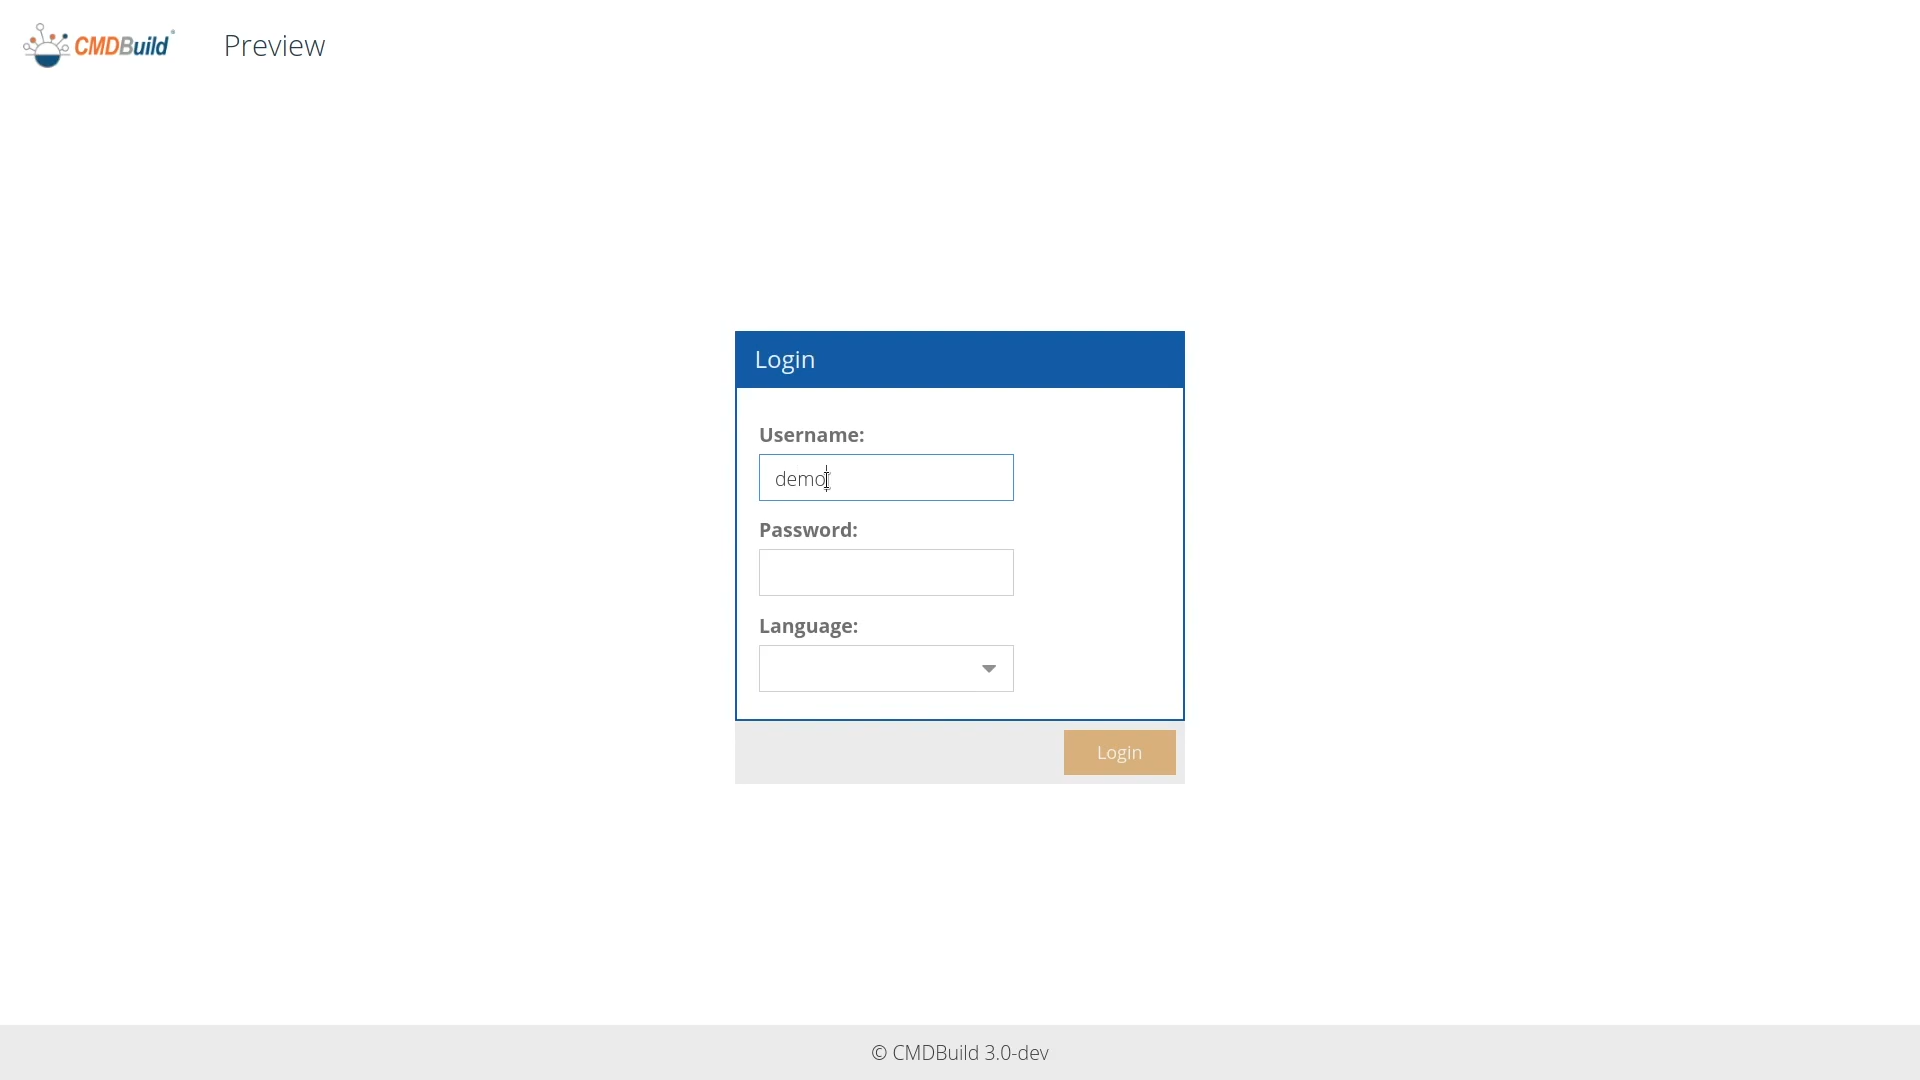 CMDBuild
Preview
Login
Username:
demo
Password:
Language:
Login
© CMDBuild 3.0-dev